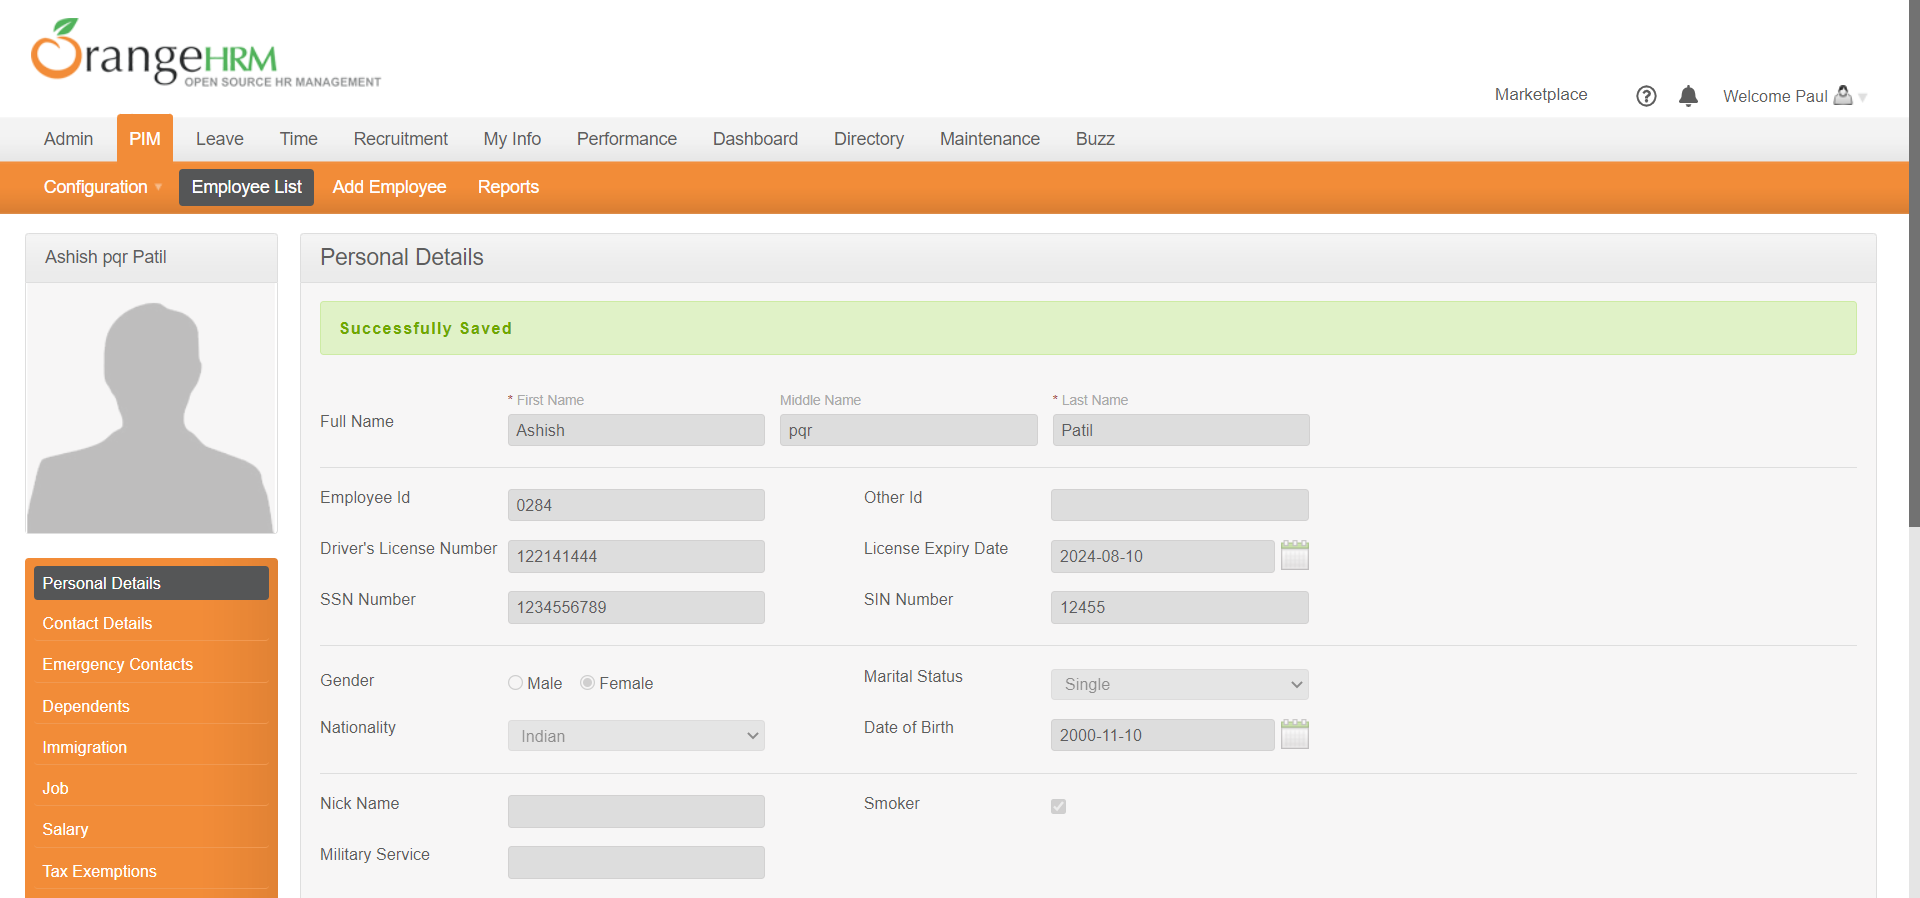 OrangeHRM
OPEN SOURCE HR MANAGEMENT
Marketplace
Welcome Paul
Admin PIM Leave Time Recruitment My Info Performance Dashboard Directory Maintenance Buzz
Configuration Employee List Add Employee Reports
Ashish pqr Patil
Personal Details
Contact Details
Emergency Contacts
Dependents
Immigration
Job
Salary
Tax Exemptions
Personal Details
Successfully Saved
* First Name Middle Name * Last Name
Full Name Ashish pqr Patil
Employee Id 0284 Other Id
Driver's License Number 122141444 License Expiry Date 2024-08-10
SSN Number 1234556789 SIN Number 12455
Gender Male Female Marital Status Single
Nationality Indian Date of Birth 2000-11-10
Nick Name Smoker
Military Service